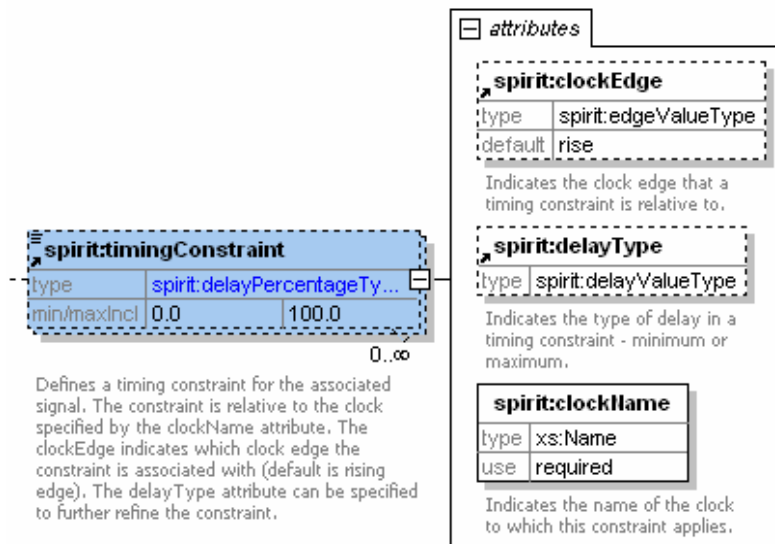 attributes
spirit:clockEdge
type spirit:edgeValueType
default rise
Indicates the clock edge that a
timing constraint is relative to.
spirit:timingConstraint
type spirit:delayPercentageTy...
min/maxIncl 0.0 100.0
0..∞
Defines a timing constraint for the associated
signal. The constraint is relative to the clock
specified by the clockName attribute. The
clockEdge indicates which clock edge the
constraint is associated with (default is rising
edge). The delayType attribute can be specified
to further refine the constraint.
spirit:delayType
type spirit:delayValueType
Indicates the type of delay in a
timing constraint - minimum or
maximum.
spirit:clockName
type xs:Name
use required
Indicates the name of the clock
to which this constraint applies.